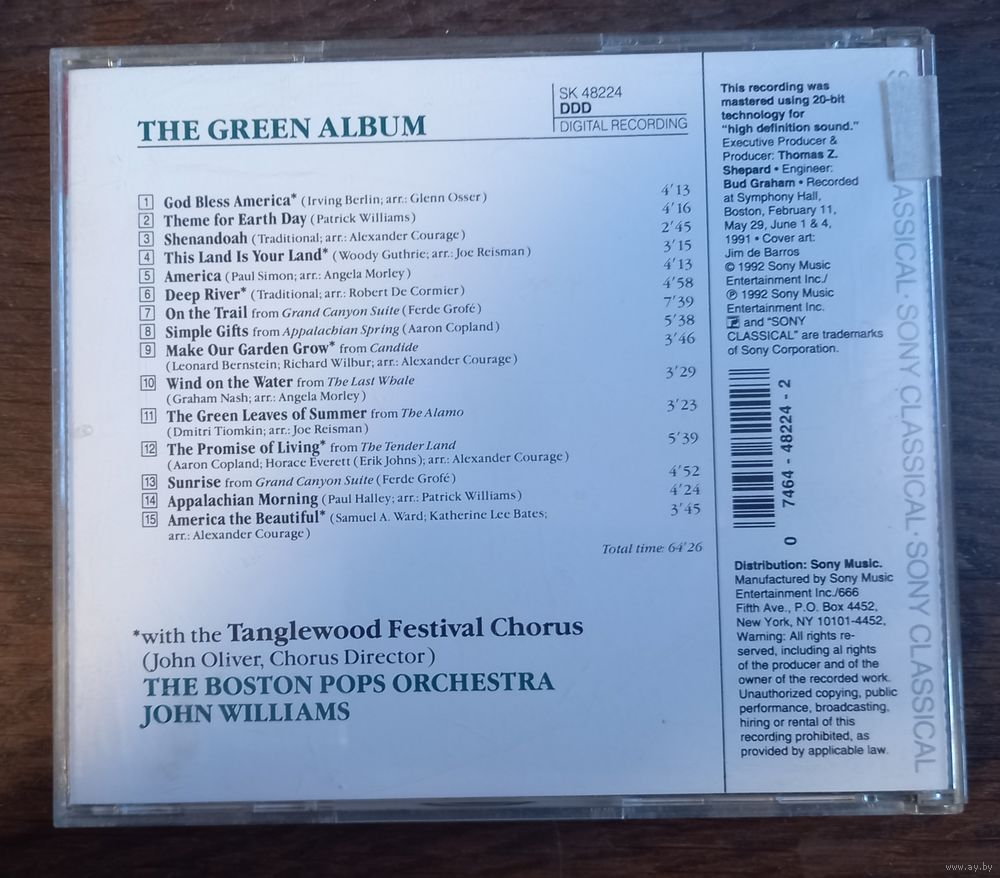 SK 48224
DDD
DIGITAL RECORDING
THE GREEN ALBUM
1 God Bless America* (Irving Berlin; arr.: Glenn Osser) 4'13
2 Theme for Earth Day (Patrick Williams) 4'16
3 Shenandoah (Traditional; arr.: Alexander Courage) 2'45
4 This Land Is Your Land* (Woody Guthrie; arr.: Joe Reisman) 3'15
5 America (Paul Simon; arr.: Angela Morley) 4'13
6 Deep River* (Traditional; arr.: Robert De Cormier) 4'58
7 On the Trail from Grand Canyon Suite (Ferde Grofé) 7'39
8 Simple Gifts from Appalachian Spring (Aaron Copland) 5'38
9 Make Our Garden Grow* from Candide 3'46
(Leonard Bernstein; Richard Wilbur; arr.: Alexander Courage)
10 Wind on the Water from The Last Whale 3'29
(Graham Nash; arr.: Angela Morley)
11 The Green Leaves of Summer from The Alamo 3'23
(Dmitri Tiomkin; arr.: Joe Reisman)
12 The Promise of Living* from The Tender Land 5'39
(Aaron Copland; Horace Everett (Erik Johns); arr.: Alexander Courage)
13 Sunrise from Grand Canyon Suite (Ferde Grofé) 4'52
14 Appalachian Morning (Paul Halley; arr.: Patrick Williams) 4'24
15 America the Beautiful* (Samuel A. Ward; Katherine Lee Bates; 3'45
arr.: Alexander Courage)
Total time: 64'26
*with the Tanglewood Festival Chorus
(John Oliver, Chorus Director)
THE BOSTON POPS ORCHESTRA
JOHN WILLIAMS
This recording was
mastered using 20-bit
technology for
"high definition sound."
Executive Producer &
Producer: Thomas Z.
Shepard • Engineer:
Bud Graham • Recorded
at Symphony Hall,
Boston, February 11,
May 29, June 1 & 4,
1991 • Cover art:
Jim de Barros
© 1992 Sony Music
Entertainment Inc./
℗ 1992 Sony Music
Entertainment Inc.
and "SONY
CLASSICAL" are trademarks
of Sony Corporation.
0 7464 - 48224 - 2
Distribution: Sony Music.
Manufactured by Sony Music
Entertainment Inc./666
Fifth Ave., P.O. Box 4452,
New York, NY 10101-4452,
Warning: All rights re-
served, including al rights
of the producer and of the
owner of the recorded work.
Unauthorized copying, public
performance, broadcasting,
hiring or rental of this
recording prohibited, as
provided by applicable law.
ASSICAL · SONY CLASSICAL · SONY CLASSICAL
www.ay.by